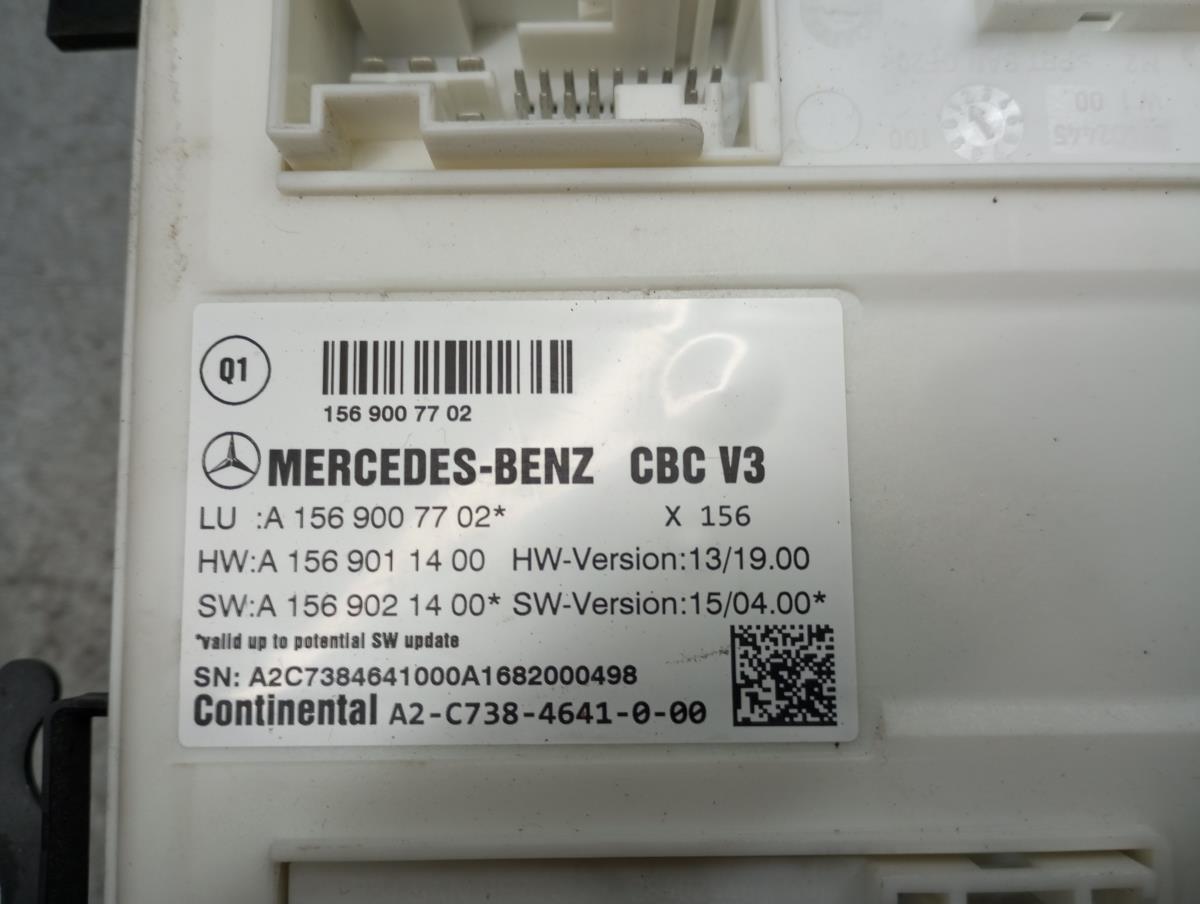 Q1
156 900 77 02
MERCEDES-BENZ CBC V3
LU :A 156 900 77 02* X 156
HW:A 156 901 14 00 HW-Version:13/19.00
SW:A 156 902 14 00* SW-Version:15/04.00*
*valid up to potential SW update
SN: A2C7384641000A1682000498
Continental A2-C738-4641-0-00